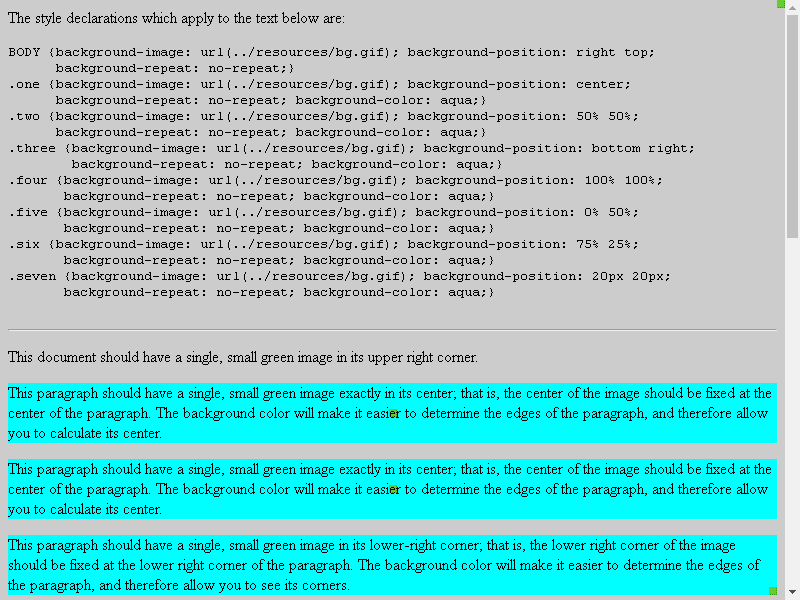 The style declarations which apply to the text below are:
BODY {background-image: url(../resources/bg.gif); background-position: right top;
background-repeat: no-repeat;}
.one {background-image: url(../resources/bg.gif); background-position: center;
background-repeat: no-repeat; background-color: aqua;}
.two {background-image: url(../resources/bg.gif); background-position: 50% 50%;
background-repeat: no-repeat; background-color: aqua;}
.three {background-image: url(../resources/bg.gif); background-position: bottom right;
background-repeat: no-repeat; background-color: aqua;}
.four {background-image: url(../resources/bg.gif); background-position: 100% 100%;
background-repeat: no-repeat; background-color: aqua;}
.five {background-image: url(../resources/bg.gif); background-position: 0% 50%;
background-repeat: no-repeat; background-color: aqua;}
.six {background-image: url(../resources/bg.gif); background-position: 75% 25%;
background-repeat: no-repeat; background-color: aqua;}
.seven {background-image: url(../resources/bg.gif); background-position: 20px 20px;
background-repeat: no-repeat; background-color: aqua;}
This document should have a single, small green image in its upper right corner.
This paragraph should have a single, small green image exactly in its center; that is, the center of the image should be fixed at the
center of the paragraph. The background color will make it easier to determine the edges of the paragraph, and therefore allow
you to calculate its center.
This paragraph should have a single, small green image exactly in its center; that is, the center of the image should be fixed at the
center of the paragraph. The background color will make it easier to determine the edges of the paragraph, and therefore allow
you to calculate its center.
This paragraph should have a single, small green image in its lower-right corner; that is, the lower right corner of the image
should be fixed at the lower right corner of the paragraph. The background color will make it easier to determine the edges of
the paragraph, and therefore allow you to see its corners.